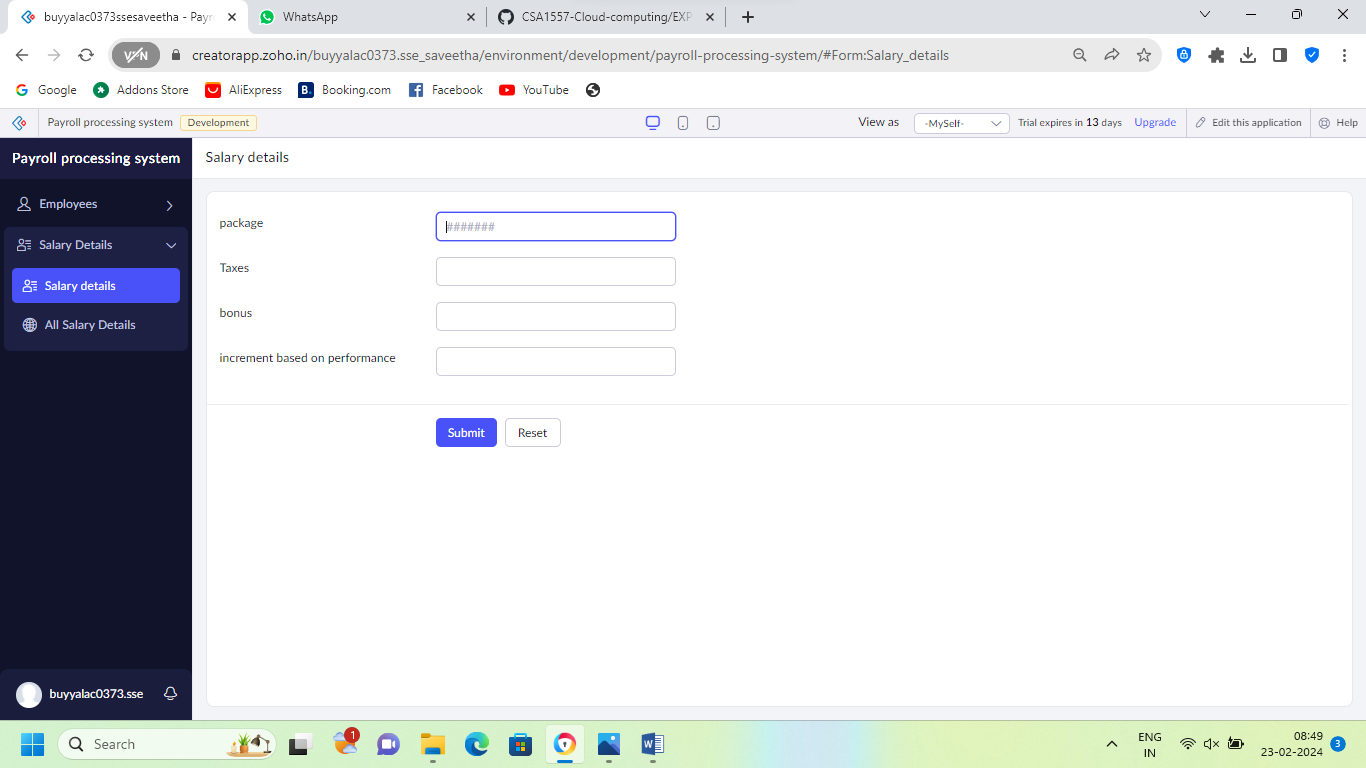 buyyalac0373ssesaveetha - Payr
WhatsApp
CSA1557-Cloud-computing/EXP
VPN
creatorapp.zoho.in/buyyalac0373.sse_saveetha/environment/development/payroll-processing-system/#Form:Salary_details
Google
Addons Store
AliExpress
B.
Booking.com
Facebook
YouTube
Payroll processing system
Development
View as
-MySelf-
Trial expires in 13 days
Upgrade
Edit this application
Help
Payroll processing system
Employees
Salary Details
Salary details
All Salary Details
buyyalac0373.sse
Salary details
package
#######
Taxes
bonus
increment based on performance
Submit
Reset
Search
1
W
ENG
IN
08:49
23-02-2024
3